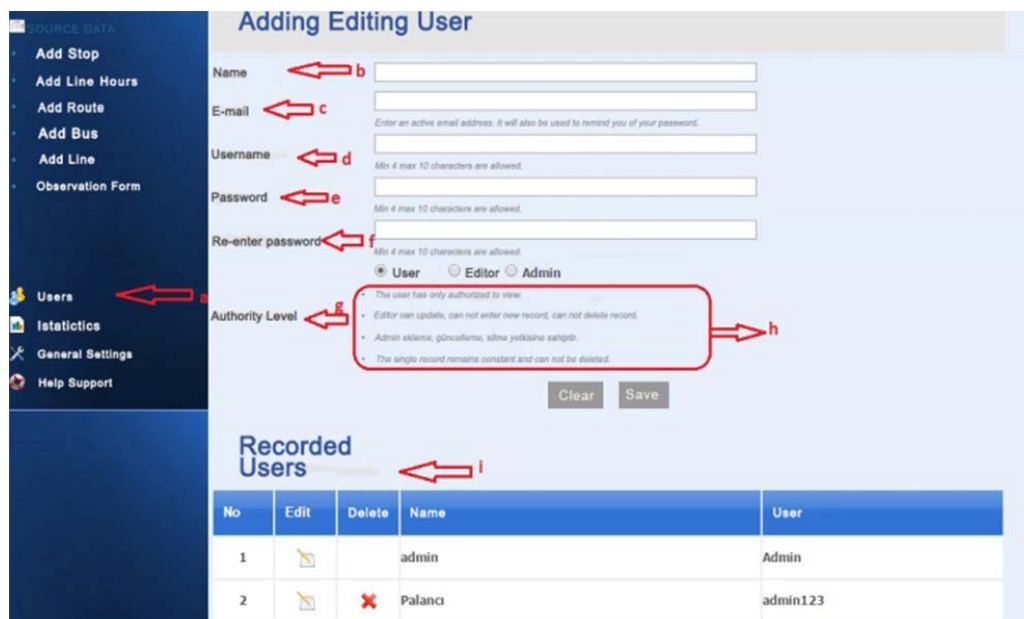 SOURCE DATA
Add Stop
Add Line Hours
Add Route
Add Bus
Add Line
Observation Form
Users
Istatictics
General Settings
Help Support
a
Adding Editing User
Name
b
E-mail
c
Enter an active email address. It will also be used to remind you of your password.
Username
d
Min 4 max 10 characters are allowed.
Password
e
Min 4 max 10 characters are allowed.
Re-enter password
f
Min 4 max 10 characters are allowed.
User Editor Admin
Authority Level
g
The user has only authorized to view.
Editor can update, can not enter new record, can not delete record.
Admin ekleme, güncelleme, silme yetkisine sahiptir.
The single record remains constant and can not be deleted.
h
Clear Save
Recorded
Users
i
No Edit Delete Name User
1 admin Admin
2 Palancı admin123